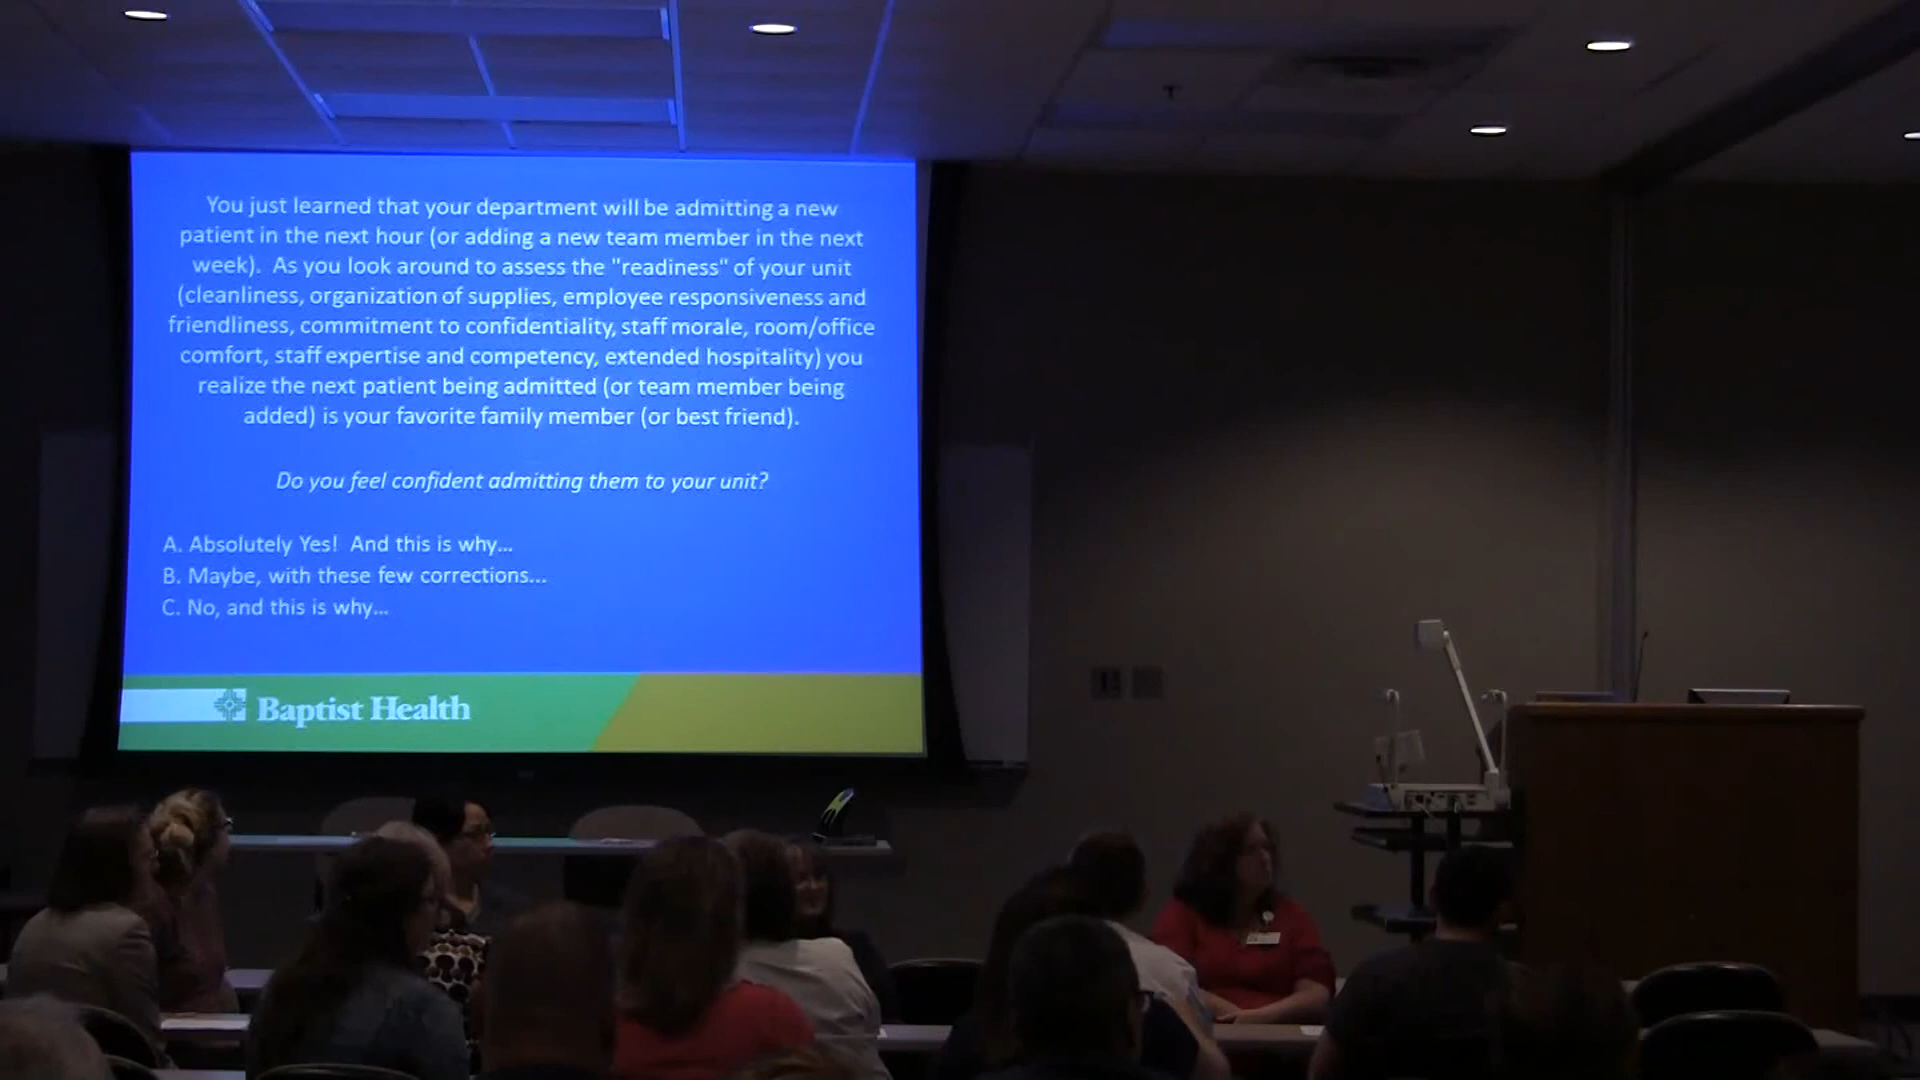 You just learned that your department will be admitting a new
patient in the next hour (or adding a new team member in the next
week).  As you look around to assess the "readiness" of your unit
(cleanliness, organization of supplies, employee responsiveness and
friendliness, commitment to confidentiality, staff morale, room/office
comfort, staff expertise and competency, extended hospitality) you
realize the next patient being admitted (or team member being
added) is your favorite family member (or best friend).
Do you feel confident admitting them to your unit?
A. Absolutely Yes!  And this is why...
B. Maybe, with these few corrections...
C. No, and this is why...
Baptist Health